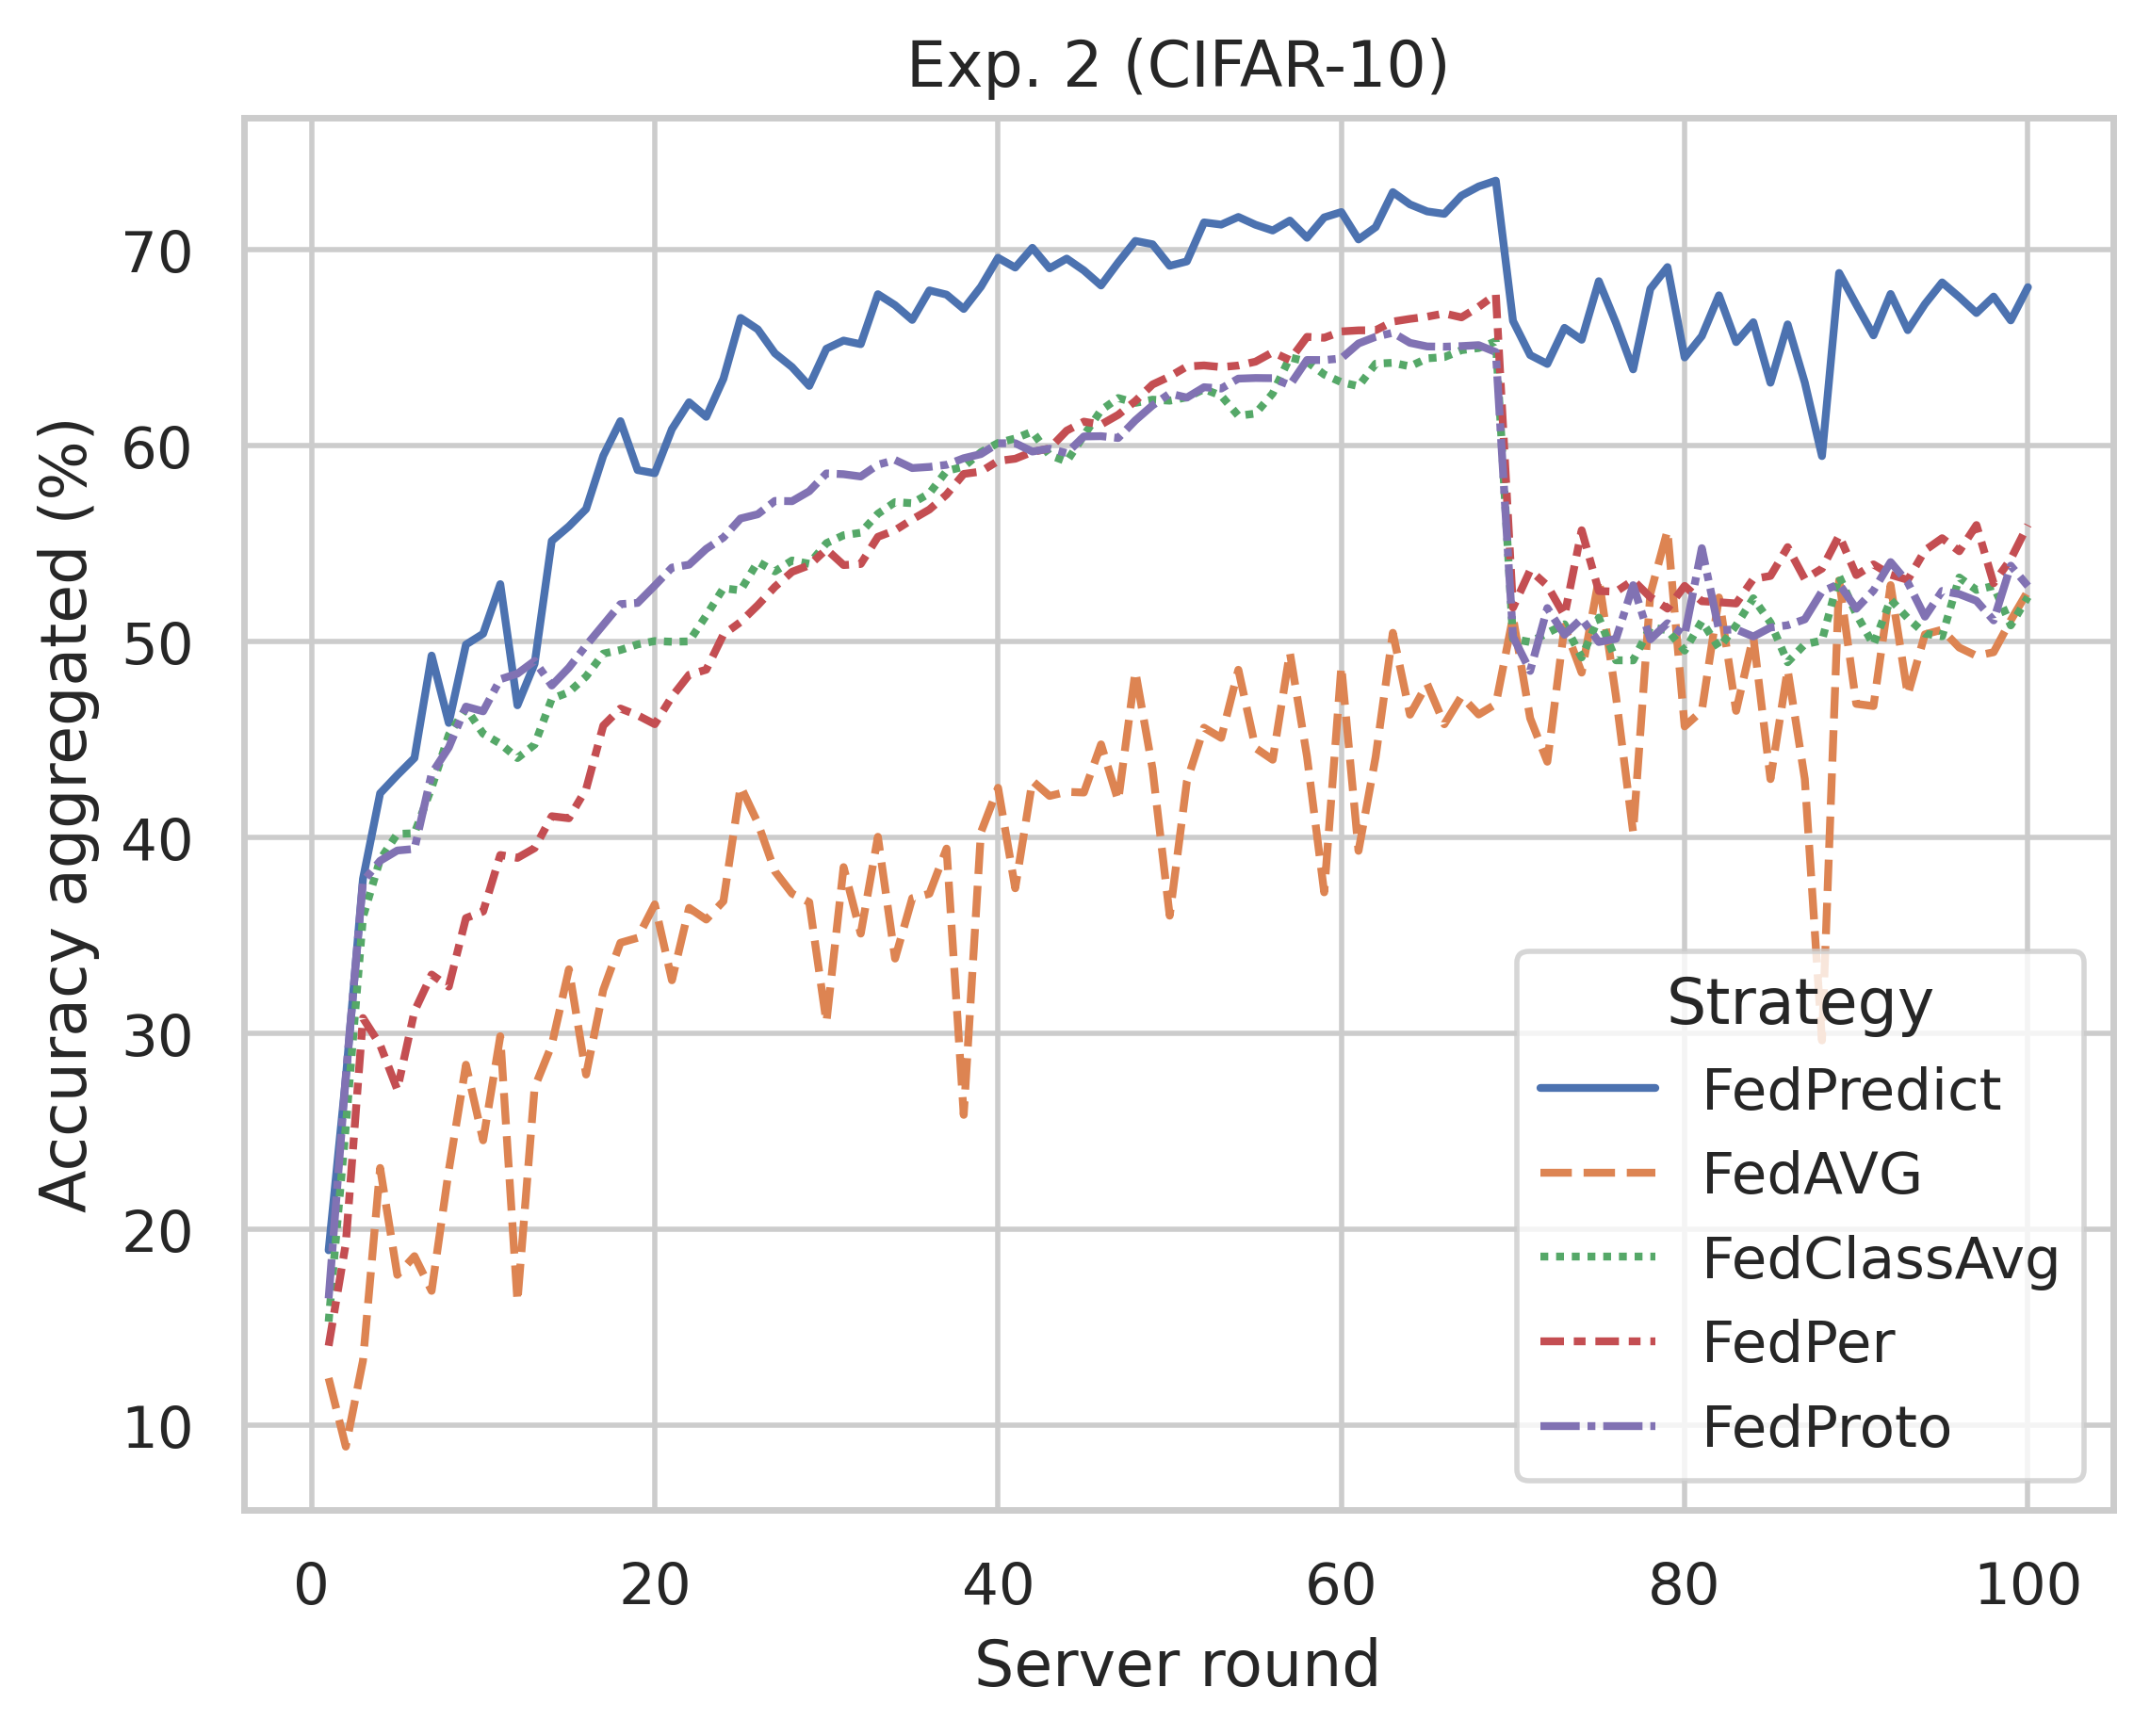 Exp. 2 (CIFAR-10)
Accuracy aggregated (%)
70
60
50
40
30
20
10
0 20 40 60 80 100
Server round
Strategy
FedPredict
FedAVG
FedClassAvg
FedPer
FedProto